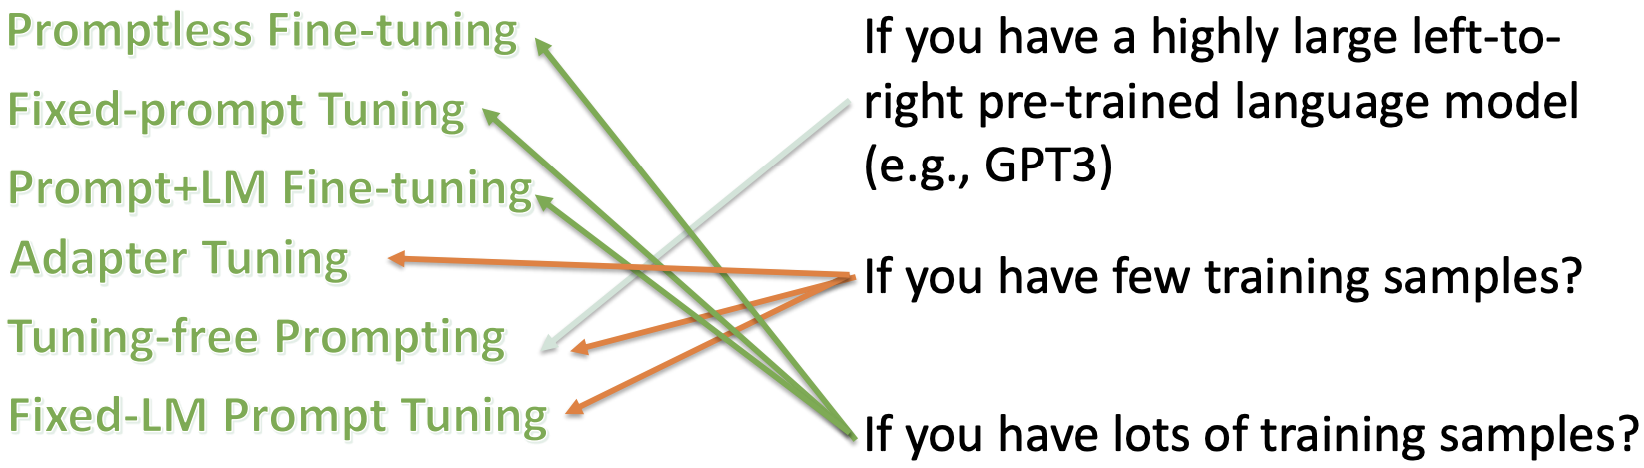 Promptless Fine-tuning
Fixed-prompt Tuning
Prompt+LM Fine-tuning
Adapter Tuning
Tuning-free Prompting
Fixed-LM Prompt Tuning
If you have a highly large left-to-
right pre-trained language model
(e.g., GPT3)
If you have few training samples?
If you have lots of training samples?